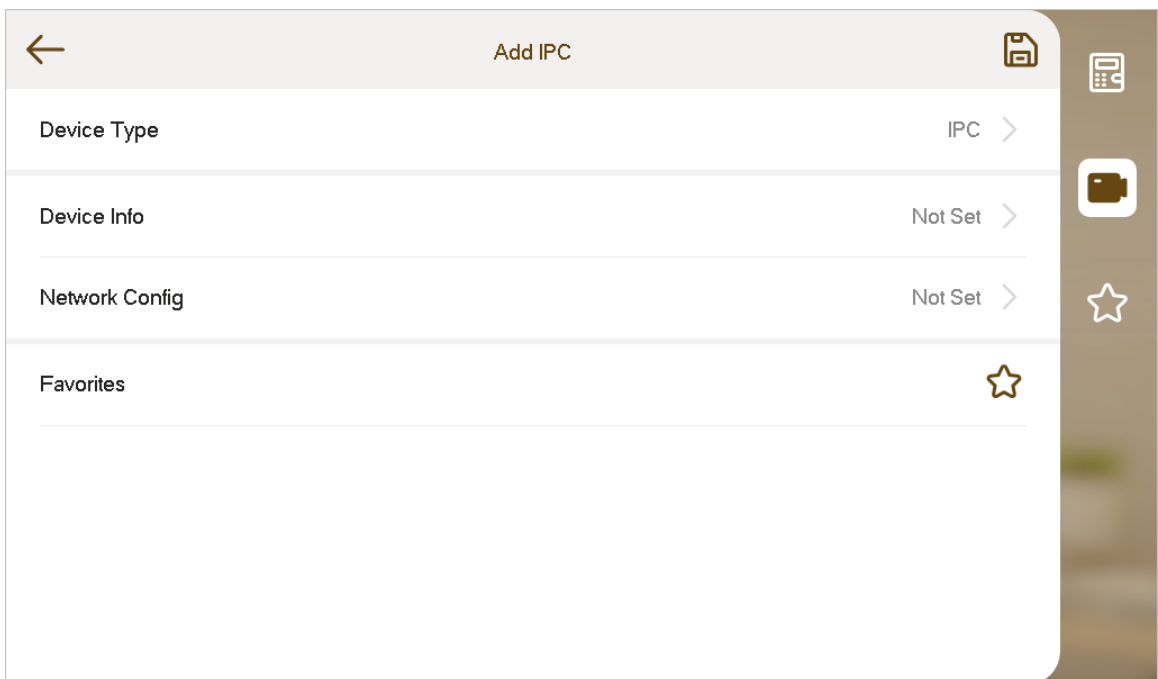 Add IPC
Device Type IPC
Device Info Not Set
Network Config Not Set
Favorites